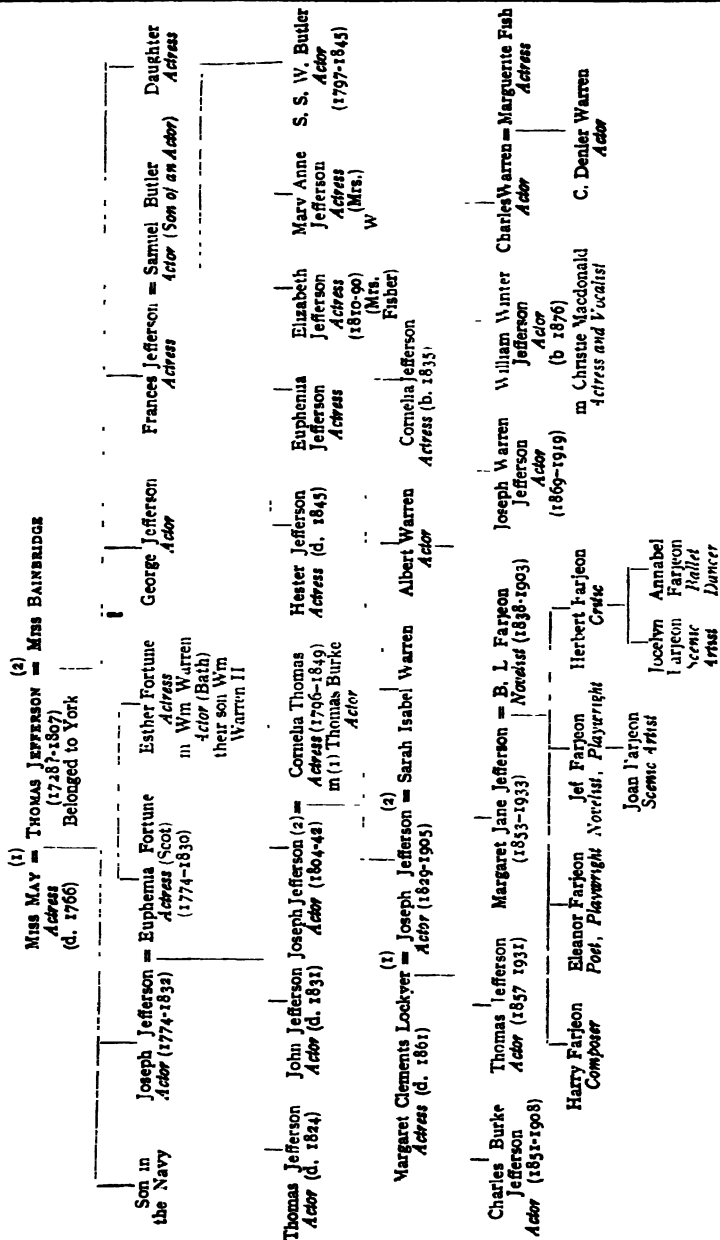 (1) (2)
MISS MAY = THOMAS JEFFERSON = MISS BAINBRIDGE
Actress (1728?-1807)
(d. 1766) Belonged to York
Son in
the Navy
Joseph Jefferson = Euphemia Fortune
Actor (1774-1832) Actress (Scot)
(1774-1830)
Esther Fortune
Actress
m Wm Warren
Actor (Bath)
their son Wm
Warren II
George Jefferson
Actor
Frances Jefferson = Samuel Butler
Actress Actor (Son of an Actor)
Daughter
Actress
Thomas Jefferson
Actor (d. 1824)
John Jefferson
Actor (d. 1831)
Joseph Jefferson (2) = Cornelia Thomas
Actor (1804-42) Actress (1796-1849)
m (1) Thomas Burke
Actor
Hester Jefferson
Actress (d. 1845)
Euphemia
Jefferson
Actress
Elizabeth
Jefferson
Actress
(1810-90)
(Mrs.
Fisher)
Mary Anne
Jefferson
Actress
(Mrs.)
W
S. S. W. Butler
Actor
(1797-1845)
(1) (2)
Margaret Clements Lockyer = Joseph Jefferson = Sarah Isabel Warren
Actress (d. 1861) Actor (1829-1905)
Albert Warren
Actor
Cornelia Jefferson
Actress (b. 1835)
Charles Burke
Jefferson
Actor (1851-1908)
Thomas Jefferson
Actor (1857 1931)
Margaret Jane Jefferson = B. L Farjeon
(1853-1933) Novelist (1838-1903)
Joseph Warren
Jefferson
Actor
(1869-1919)
William Winter
Jefferson
Actor
(b 1876)
m Christie Macdonald
Actress and Vocalist
Charles Warren = Marguerite Fish
Actor Actress
C. Denler Warren
Actor
Harry Farjeon
Composer
Eleanor Farjeon
Poet, Playwright
Jef Farjeon
Novelist, Playwright
Herbert Farjeon
Critic
Joan Farjeon
Scenic Artist
Jocelyn
Farjeon
Scenic
Artist
Annabel
Farjeon
Ballet
Dancer